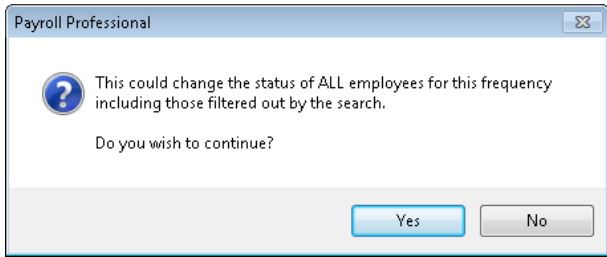 Payroll Professional
This could change the status of ALL employees for this frequency
including those filtered out by the search.
Do you wish to continue?
Yes
No